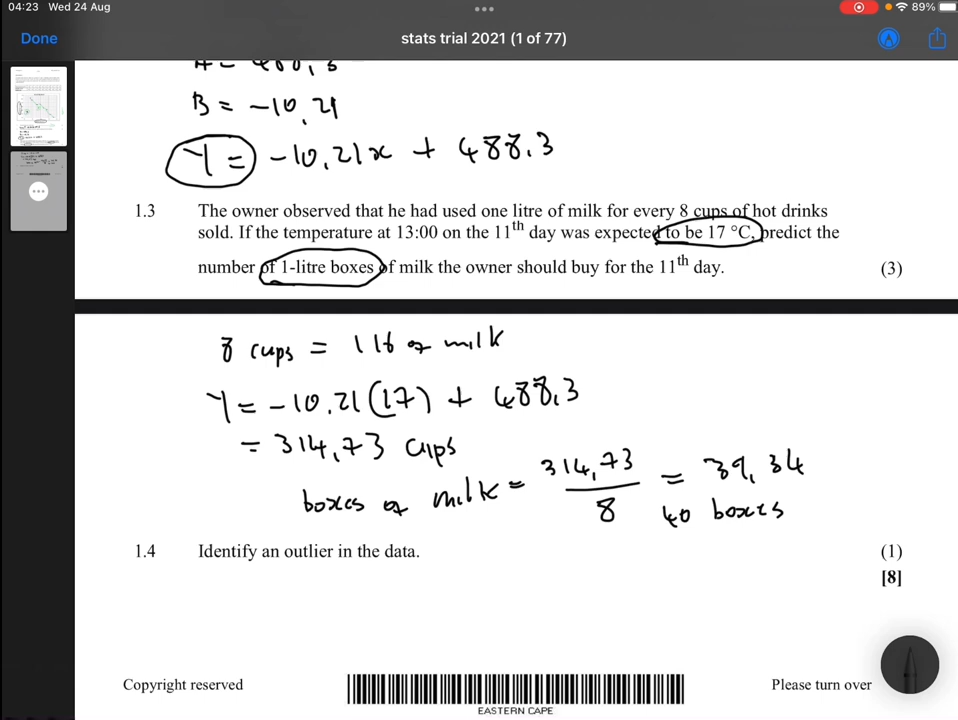 04:23 Wed 24 Aug
89%
Done
stats trial 2021 (1 of 77)
B = -10,21
Y = -10,21x + 488,3
1.3 The owner observed that he had used one litre of milk for every 8 cups of hot drinks
sold. If the temperature at 13:00 on the 11th day was expected to be 17 °C, predict the
number of 1-litre boxes of milk the owner should buy for the 11th day. (3)
8 cups = 1 lt of milk
Y = -10,21(17) + 488,3
= 314,73 cups
boxes of milk = 314,73 / 8 = 39,34
40 boxes
1.4 Identify an outlier in the data. (1)
[8]
Copyright reserved
Please turn over
EASTERN CAPE